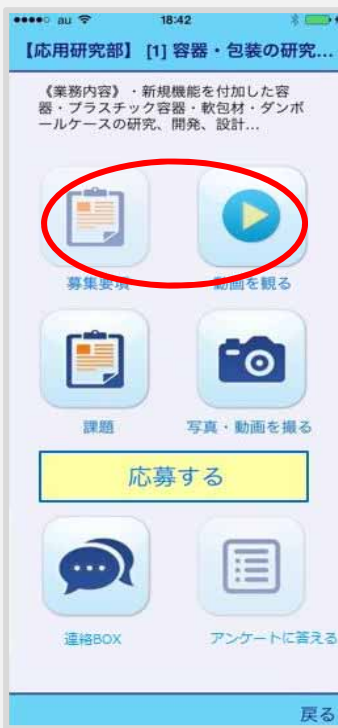 au 18:42
【応用研究部】 [1] 容器・包装の研究...
《業務内容》・新規機能を付加した容
器・プラスチック容器・軟包材・ダンボ
ールケースの研究、開発、設計...
募集要項 動画を観る
課題 写真・動画を撮る
応募する
連絡BOX アンケートに答える
戻る